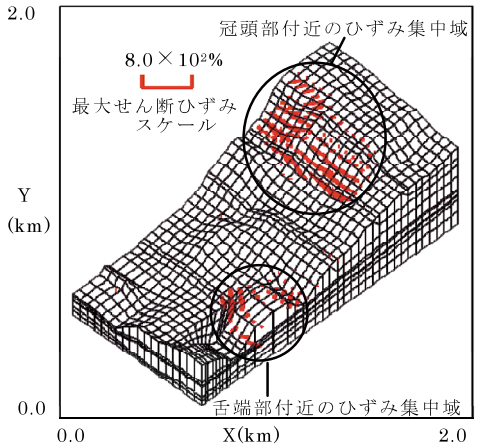 2.0
冠頭部付近のひずみ集中域
8.0×10²%
最大せん断ひずみ
スケール
Y
(km)
舌端部付近のひずみ集中域
0.0
0.0 X(km) 2.0